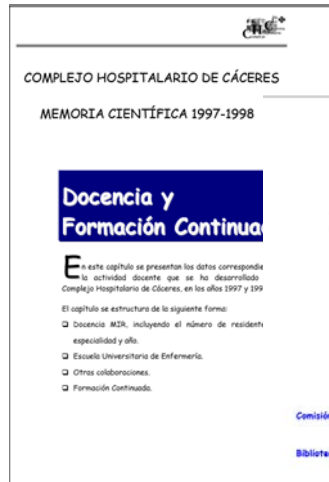 COMPLEJO HOSPITALARIO DE CÁCERES
MEMORIA CIENTÍFICA 1997-1998
Docencia y
Formación Continua
En este capítulo se presentan los datos correspondie
la actividad docente que se ha desarrollado
Complejo Hospitalario de Cáceres, en los años 1997 y 199
El capítulo se estructura de la siguiente forma:
❑ Docencia MIR, incluyendo el número de residente
especialidad y año.
❑ Escuela Universitaria de Enfermería.
❑ Otras colaboraciones.
❑ Formación Continuada.
Comisión
Bibliote